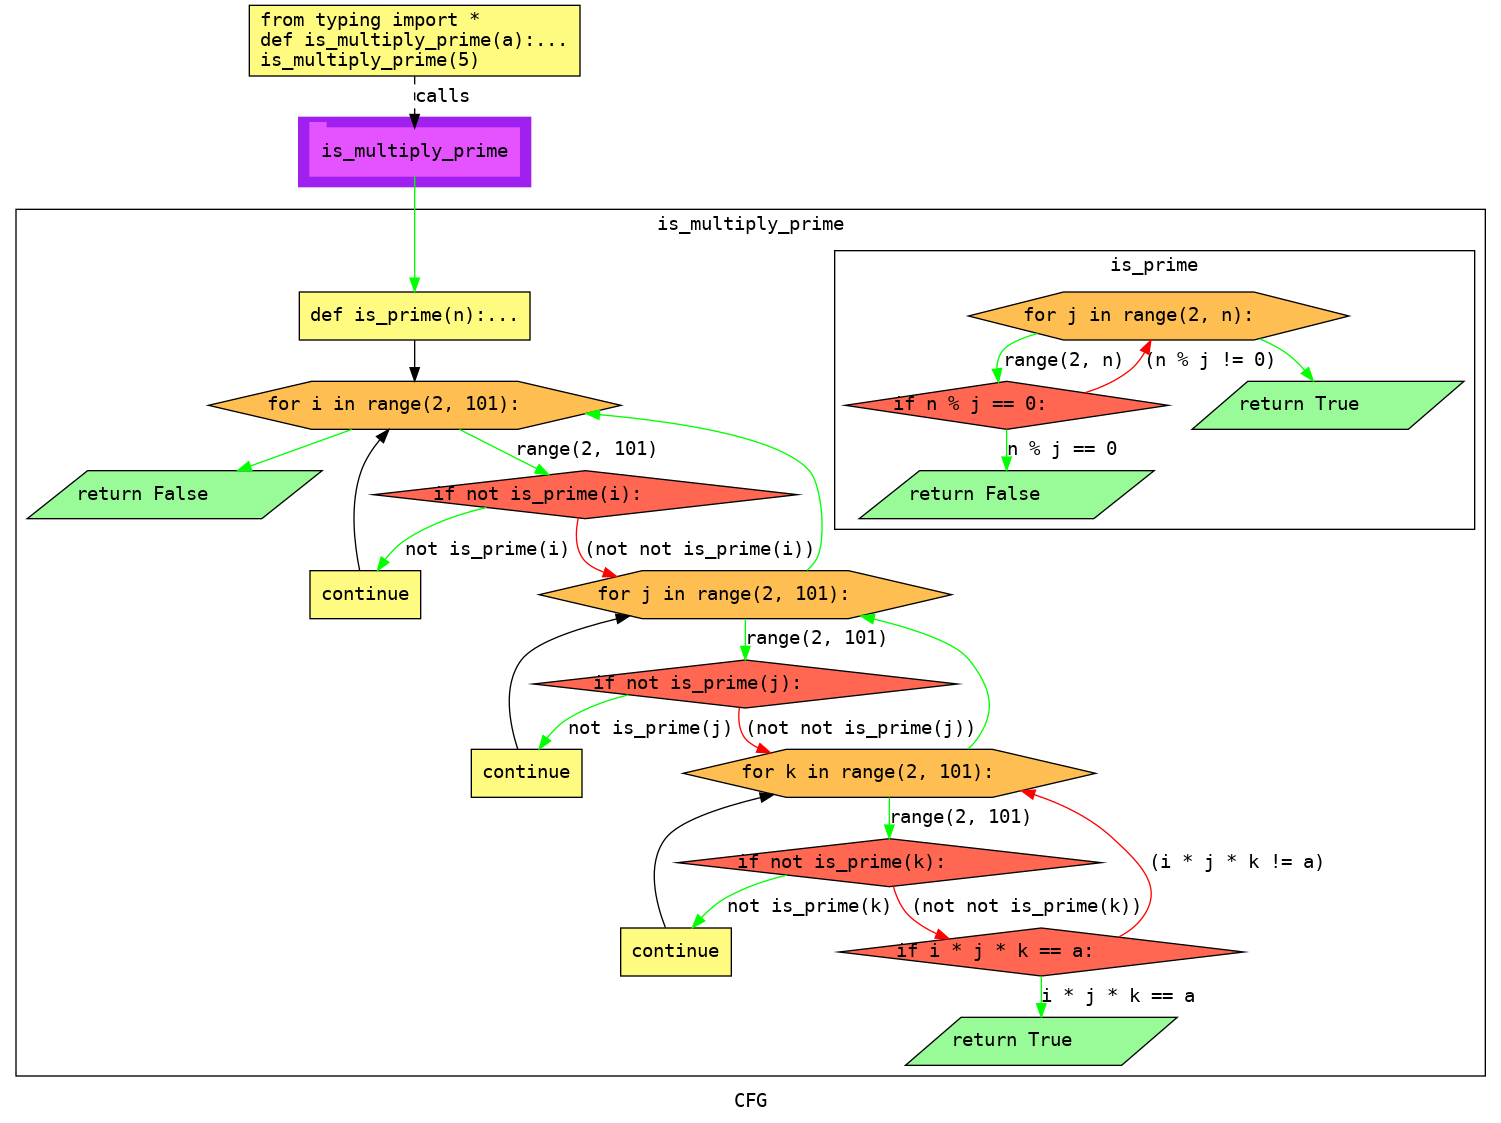 from typing import *
def is_multiply_prime(a):...
is_multiply_prime(5)
calls
is_multiply_prime
is_multiply_prime
is_prime
def is_prime(n):...
for j in range(2, n):
range(2, n)
(n % j != 0)
for i in range(2, 101):
if n % j == 0:
return True
range(2, 101)
n % j == 0
return False
if not is_prime(i):
return False
not is_prime(i)
(not not is_prime(i))
continue
for j in range(2, 101):
range(2, 101)
if not is_prime(j):
not is_prime(j)
(not not is_prime(j))
continue
for k in range(2, 101):
range(2, 101)
if not is_prime(k):
(i * j * k != a)
not is_prime(k)
(not not is_prime(k))
continue
if i * j * k == a:
i * j * k == a
return True
CFG